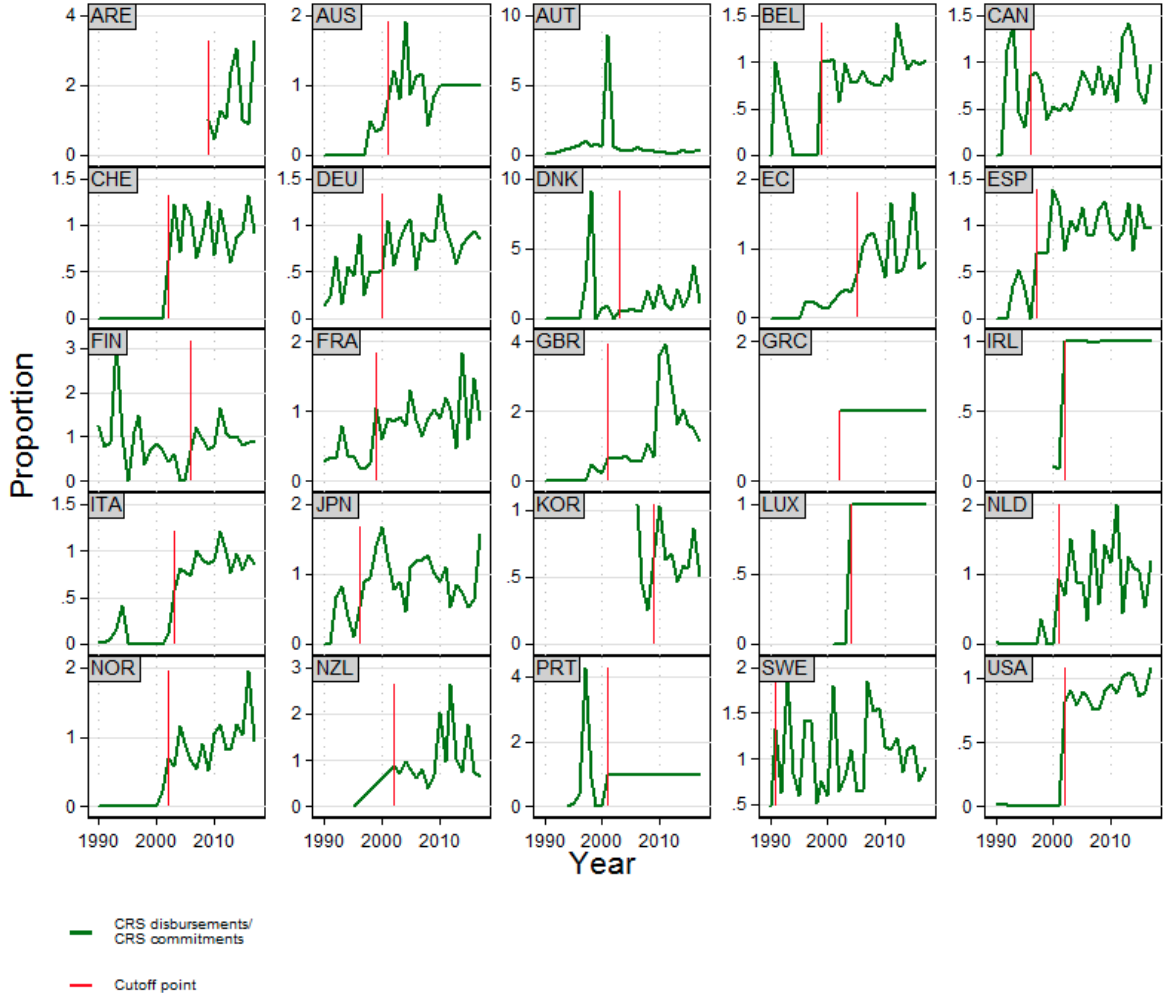 ARE AUS AUT BEL CAN
4 2 10 1.5 1.5
1 1
2 1 5
.5 .5
0 0 0 0 0
CHE DEU DNK EC ESP
1.5 1.5 10 2 1.5
1 1 1
5 1
.5 .5 .5
0 0 0 0 0
FIN FRA GBR GRC IRL
3 2 4 2 1
2
1 2 .5
1
0 0 0 0 0
ITA JPN KOR LUX NLD
1.5 2 1 1 2
1
1 .5 .5 1
.5
0 0 0 0 0
NOR NZL PRT SWE USA
2 3 4 2 1
2 1.5
1 2 .5
1 1
0 0 0 .5 0
1990 2000 2010 1990 2000 2010 1990 2000 2010 1990 2000 2010 1990 2000 2010
Proportion
Year
CRS disbursements/
CRS commitments
Cutoff point